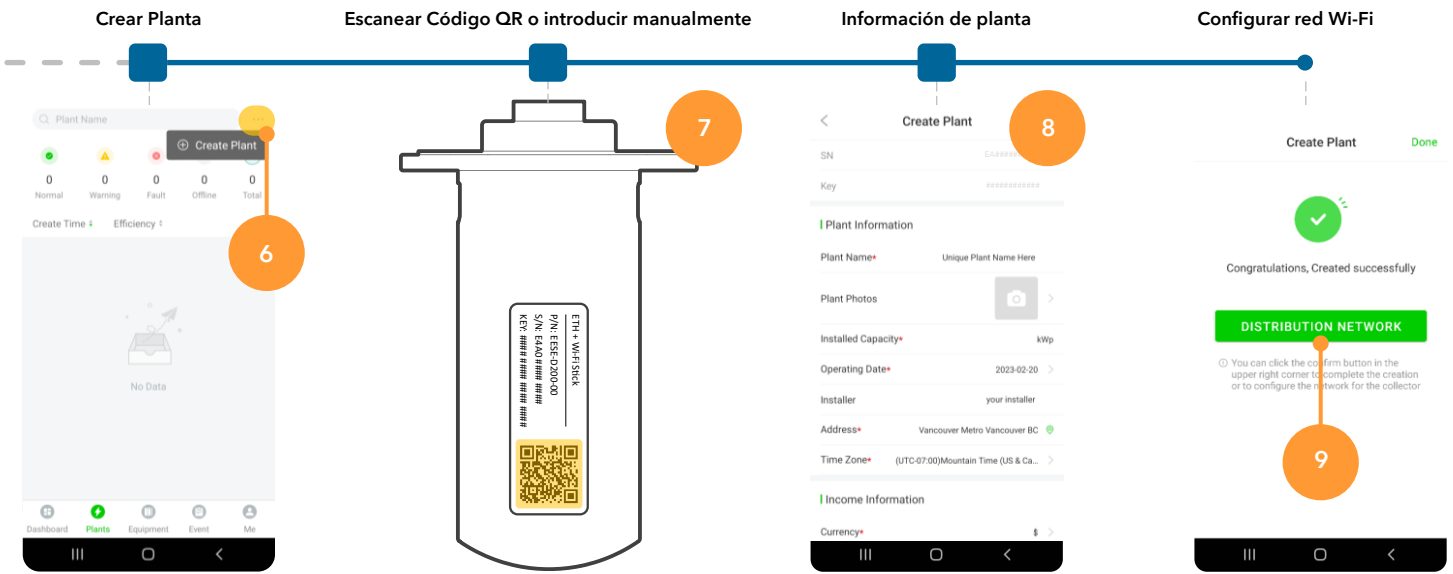 Crear Planta
Escanear Código QR o introducir manualmente
Información de planta
Configurar red Wi-Fi
Plant Name
Create Plant
0
0
0
0
0
Normal
Warning
Fault
Offline
Total
Create Time
Efficiency
6
No Data
Dashboard
Plants
Equipment
Event
Me
7
ETH + Wi-Fi Stick
P/N: EESE-D200-00
S/N: E4A0 #### ####
KEY: #### #### #### ####
Create Plant
8
SN
EA##########
Key
############
Plant Information
Plant Name*
Unique Plant Name Here
Plant Photos
Installed Capacity*
kWp
Operating Date*
2023-02-20
Installer
your installer
Address*
Vancouver Metro Vancouver BC
Time Zone*
(UTC-07:00)Mountain Time (US & Ca...
Income Information
Currency*
$
Create Plant
Done
Congratulations, Created successfully
DISTRIBUTION NETWORK
You can click the confirm button in the
upper right corner to complete the creation
or to configure the network for the collector
9